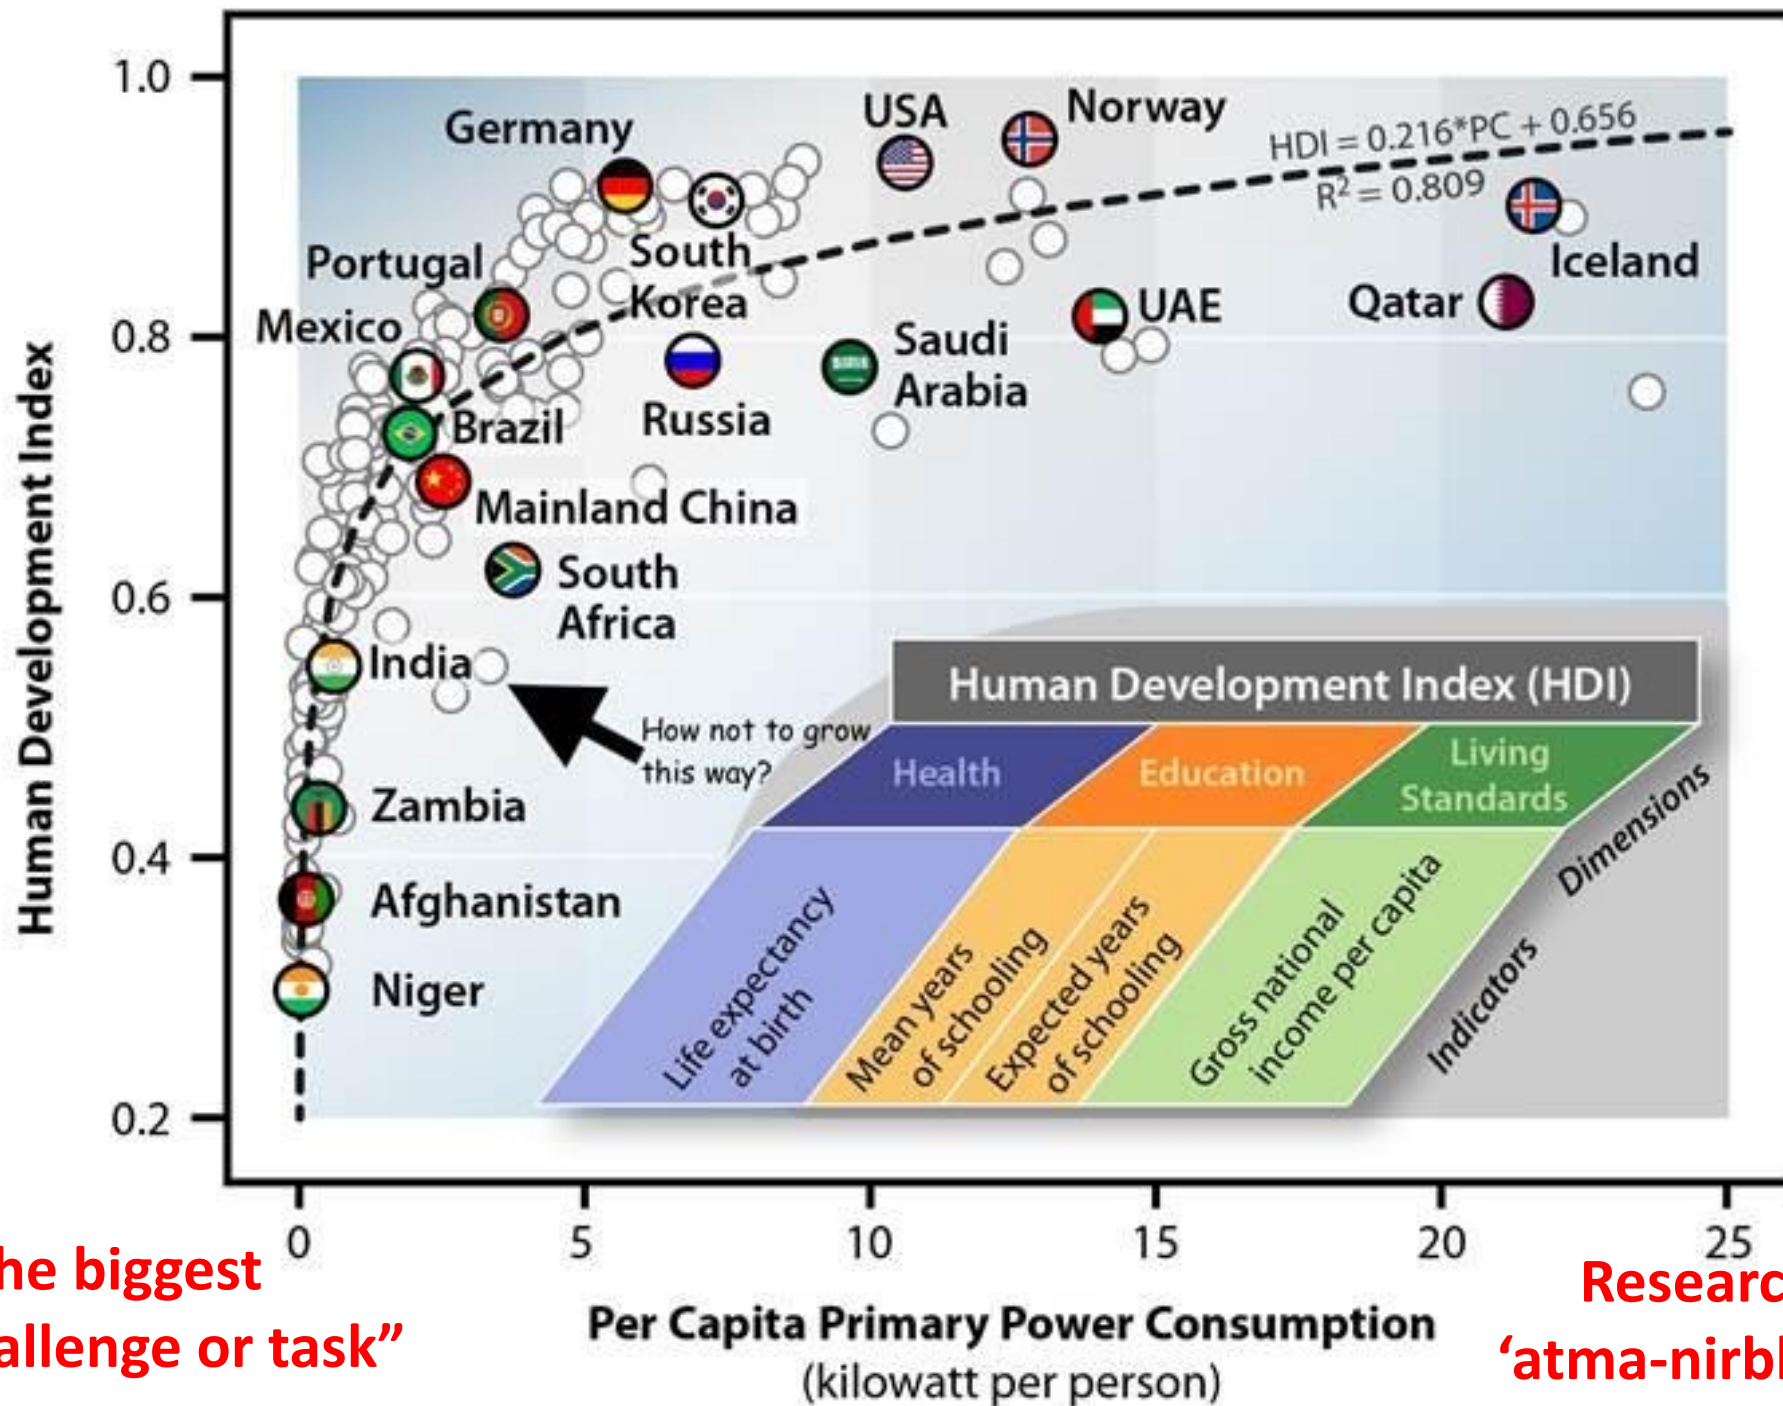 1.0
0.8
0.6
0.4
0.2
Human Development Index
Germany
USA
Norway
HDI = 0.216*PC + 0.656
R² = 0.809
Portugal
South
Korea
Iceland
Mexico
Qatar
UAE
Saudi
Arabia
Brazil
Russia
Mainland China
South
Africa
India
How not to grow
this way?
Zambia
Afghanistan
Niger
Human Development Index (HDI)
Health
Education
Living
Standards
Dimensions
Life expectancy
at birth
Mean years
of schooling
Expected years
of schooling
Gross national
income per capita
Indicators
0
5
10
15
20
25
he biggest
allenge or task”
Per Capita Primary Power Consumption
(kilowatt per person)
Researc
‘atma-nirb